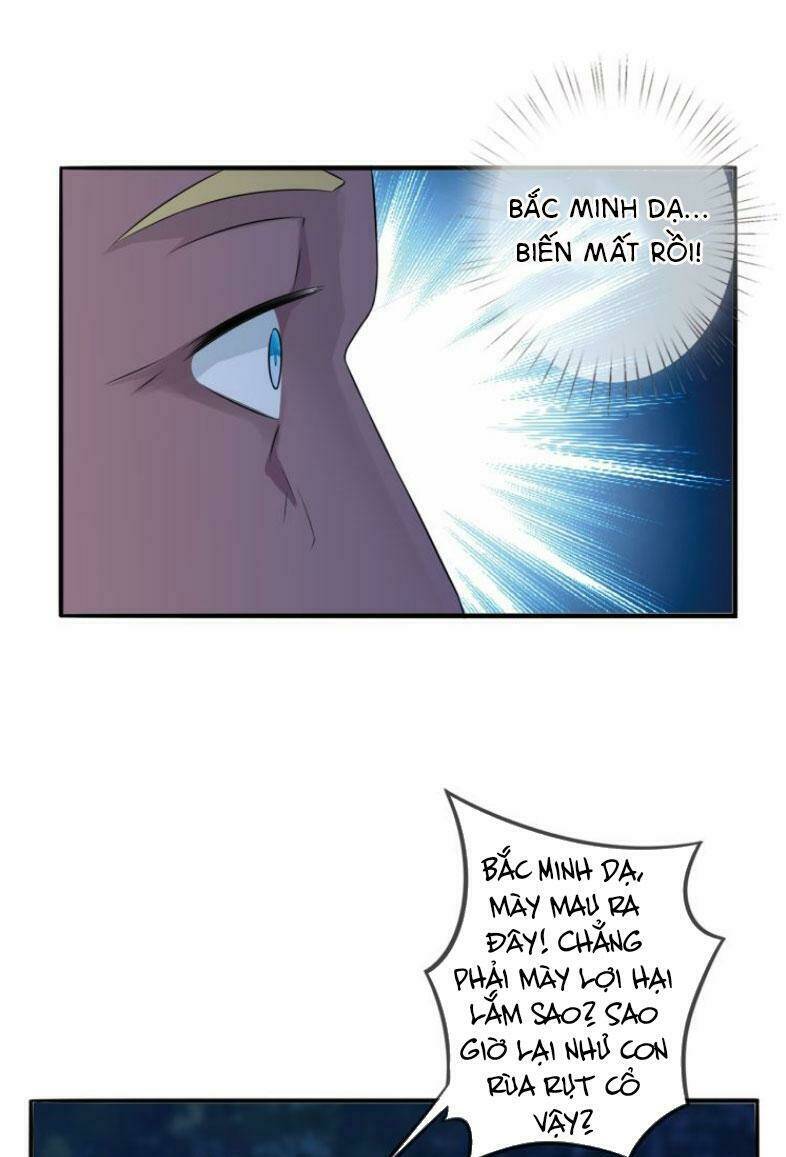 BẮC MINH DẠ...
BIẾN MẤT RỒI!
BẮC MINH DẠ,
MÀY MAU RA
ĐÂY! CHẲNG
PHẢI MÀY LỢI HẠI
LẮM SAO? SAO
GIỜ LẠI NHƯ CON
RÙA RỤT CỔ
VẬY?